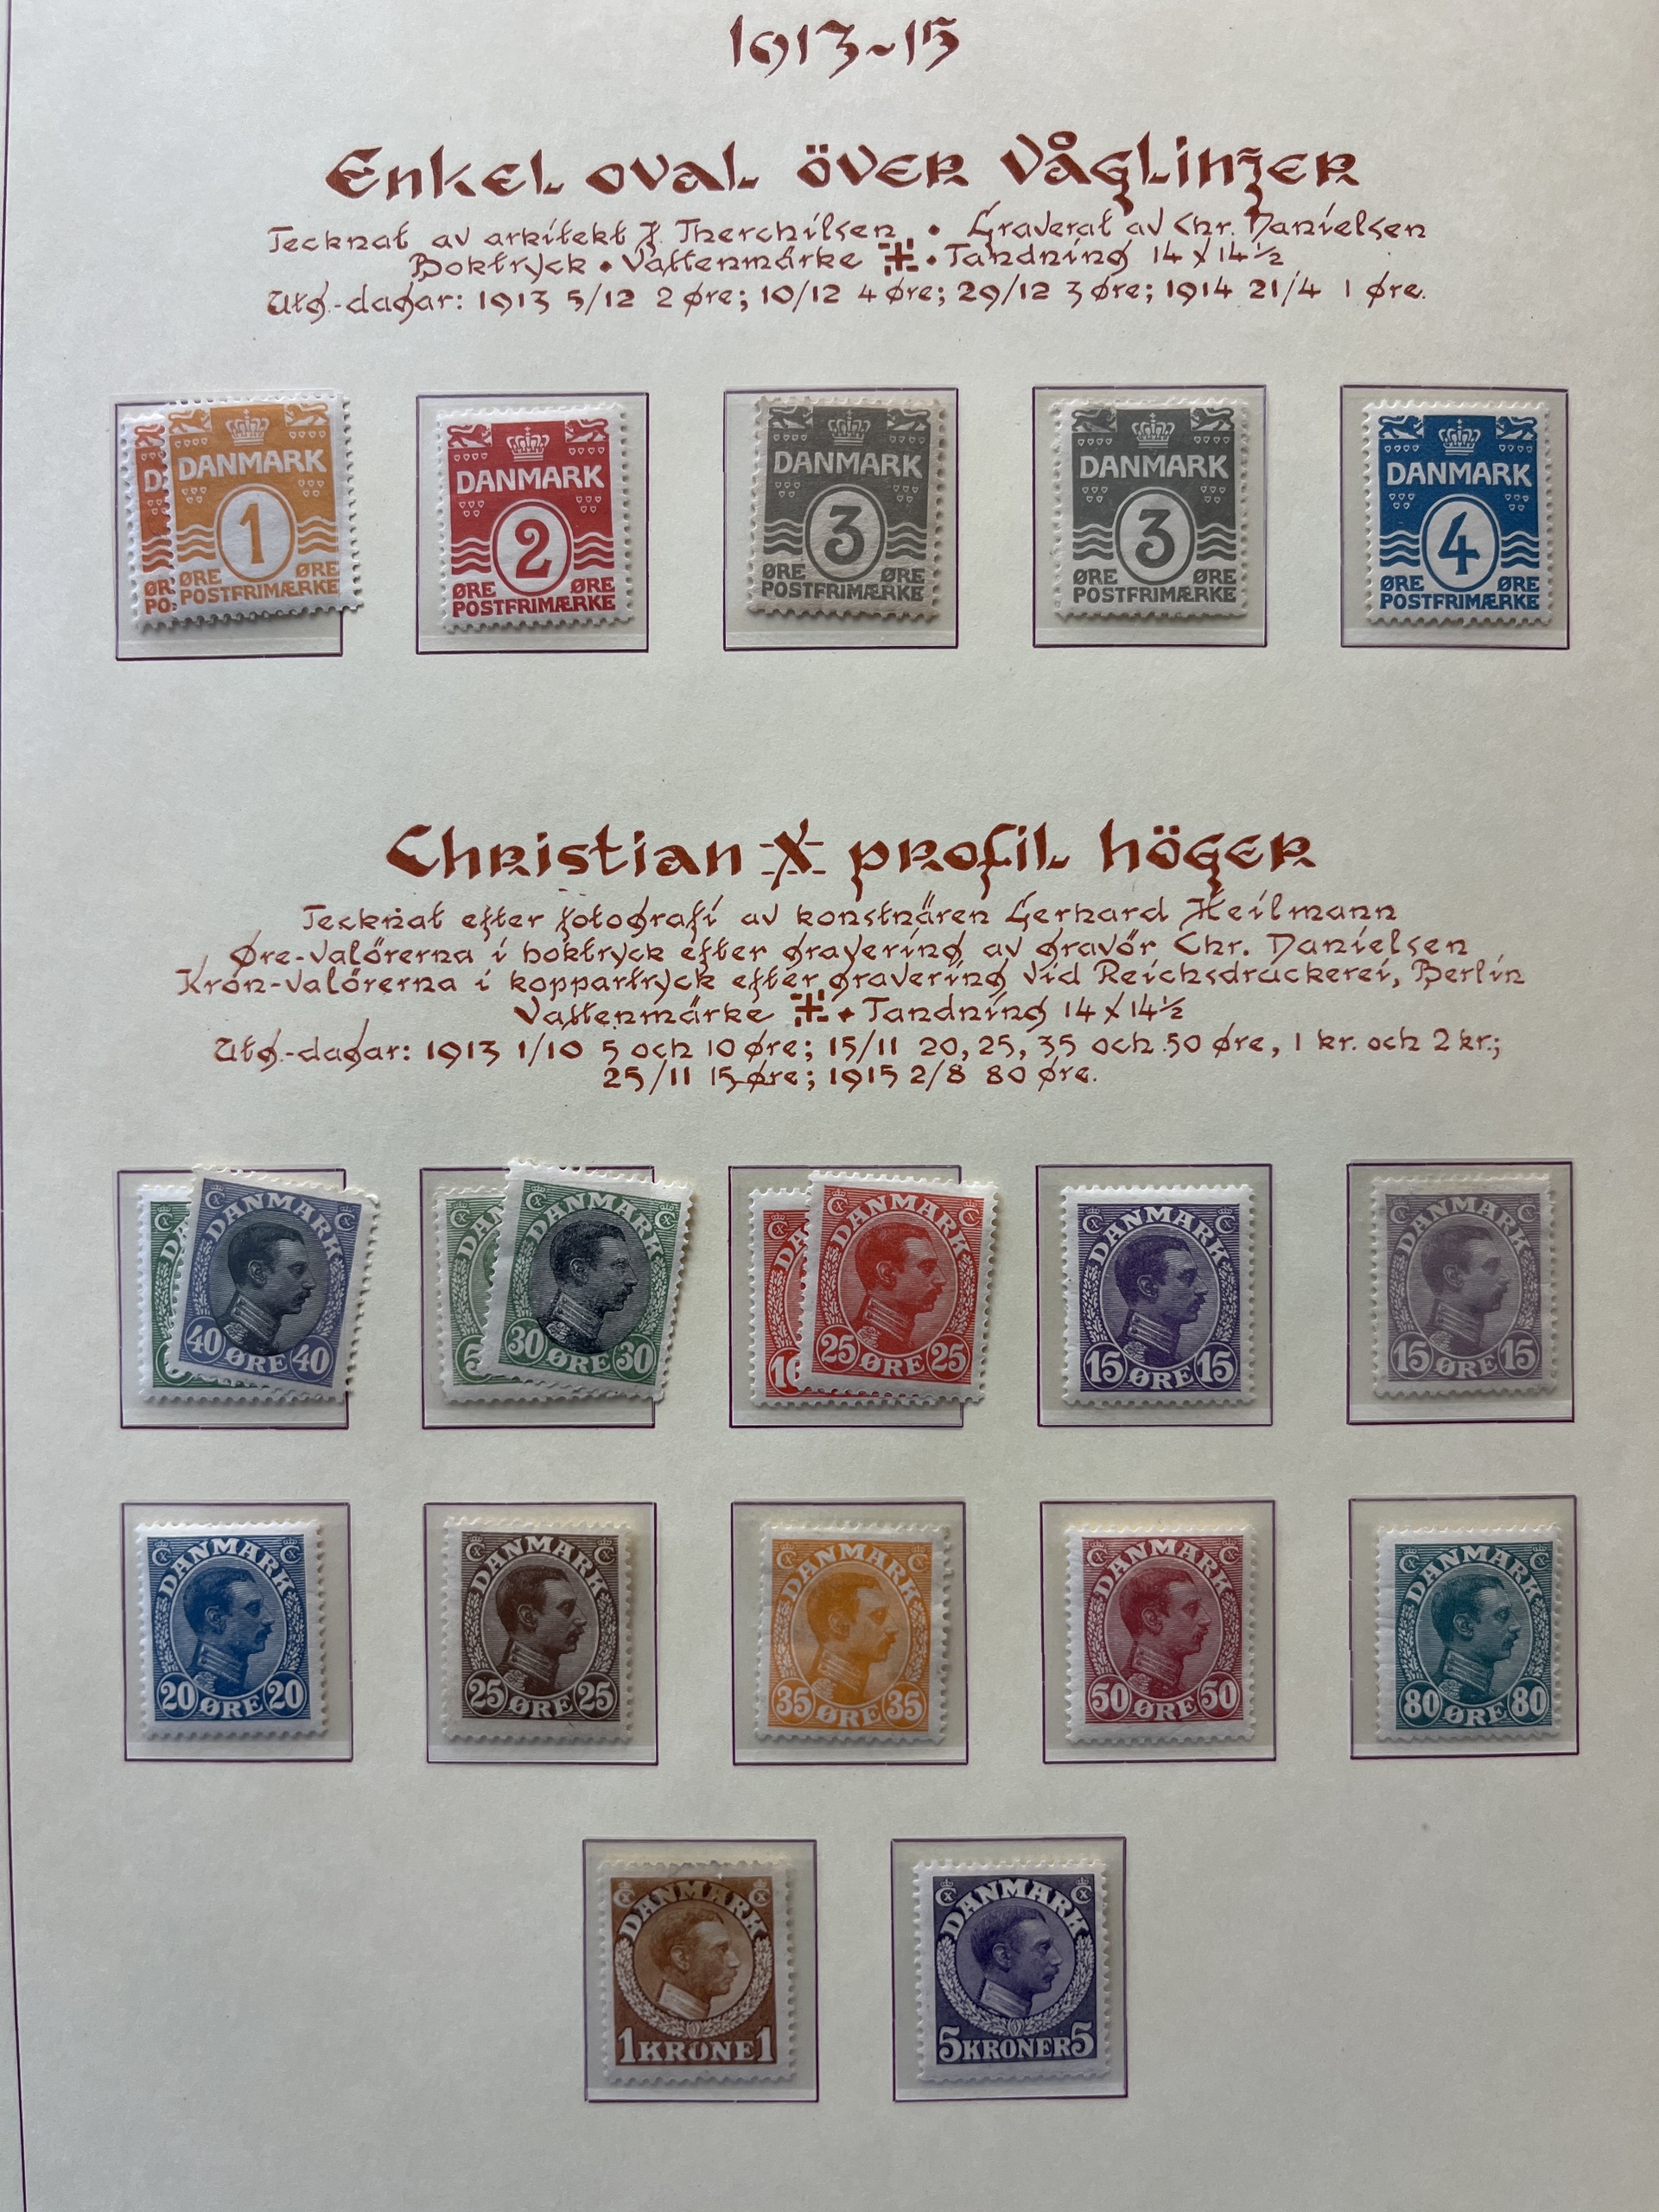 1913~15
Enkel oval över våglinjer
Tecknat av arkitekt J. Therchilsen • Graverat av Chr. Danielsen
Boktryck • Vattenmärke • Tandning 14 x 14½
Utg.-dagar: 1913 5/12 2 øre; 10/12 4 øre; 29/12 3 øre; 1914 21/4 1 øre.
DANMARK
1
ØRE ØRE
POSTFRIMÆRKE
DANMARK
2
ØRE ØRE
POSTFRIMÆRKE
DANMARK
3
ØRE ØRE
POSTFRIMÆRKE
DANMARK
3
ØRE ØRE
POSTFRIMÆRKE
DANMARK
4
ØRE ØRE
POSTFRIMÆRKE
Christian X profil höger
Tecknat efter fotografi av konstnären Gerhard Heilmann
Øre-valörerna i boktryck efter gravering av gravör Chr. Danielsen
Kron-valörerna i koppartryck efter gravering vid Reichsdruckerei, Berlin
Vattenmärke • Tandning 14 x 14½
Utg.-dagar: 1913 1/10 5 och 10 øre; 15/11 20, 25, 35 och 50 øre, 1 kr. och 2 kr.;
25/11 15 øre; 1915 2/8 80 øre.
DANMARK
40 ØRE 40
DANMARK
30 ØRE 30
DANMARK
25 ØRE 25
DANMARK
15 ØRE 15
DANMARK
15 ØRE 15
DANMARK
20 ØRE 20
DANMARK
25 ØRE 25
DANMARK
35 ØRE 35
DANMARK
50 ØRE 50
DANMARK
80 ØRE 80
DANMARK
1 KRONE 1
DANMARK
5 KRONER 5